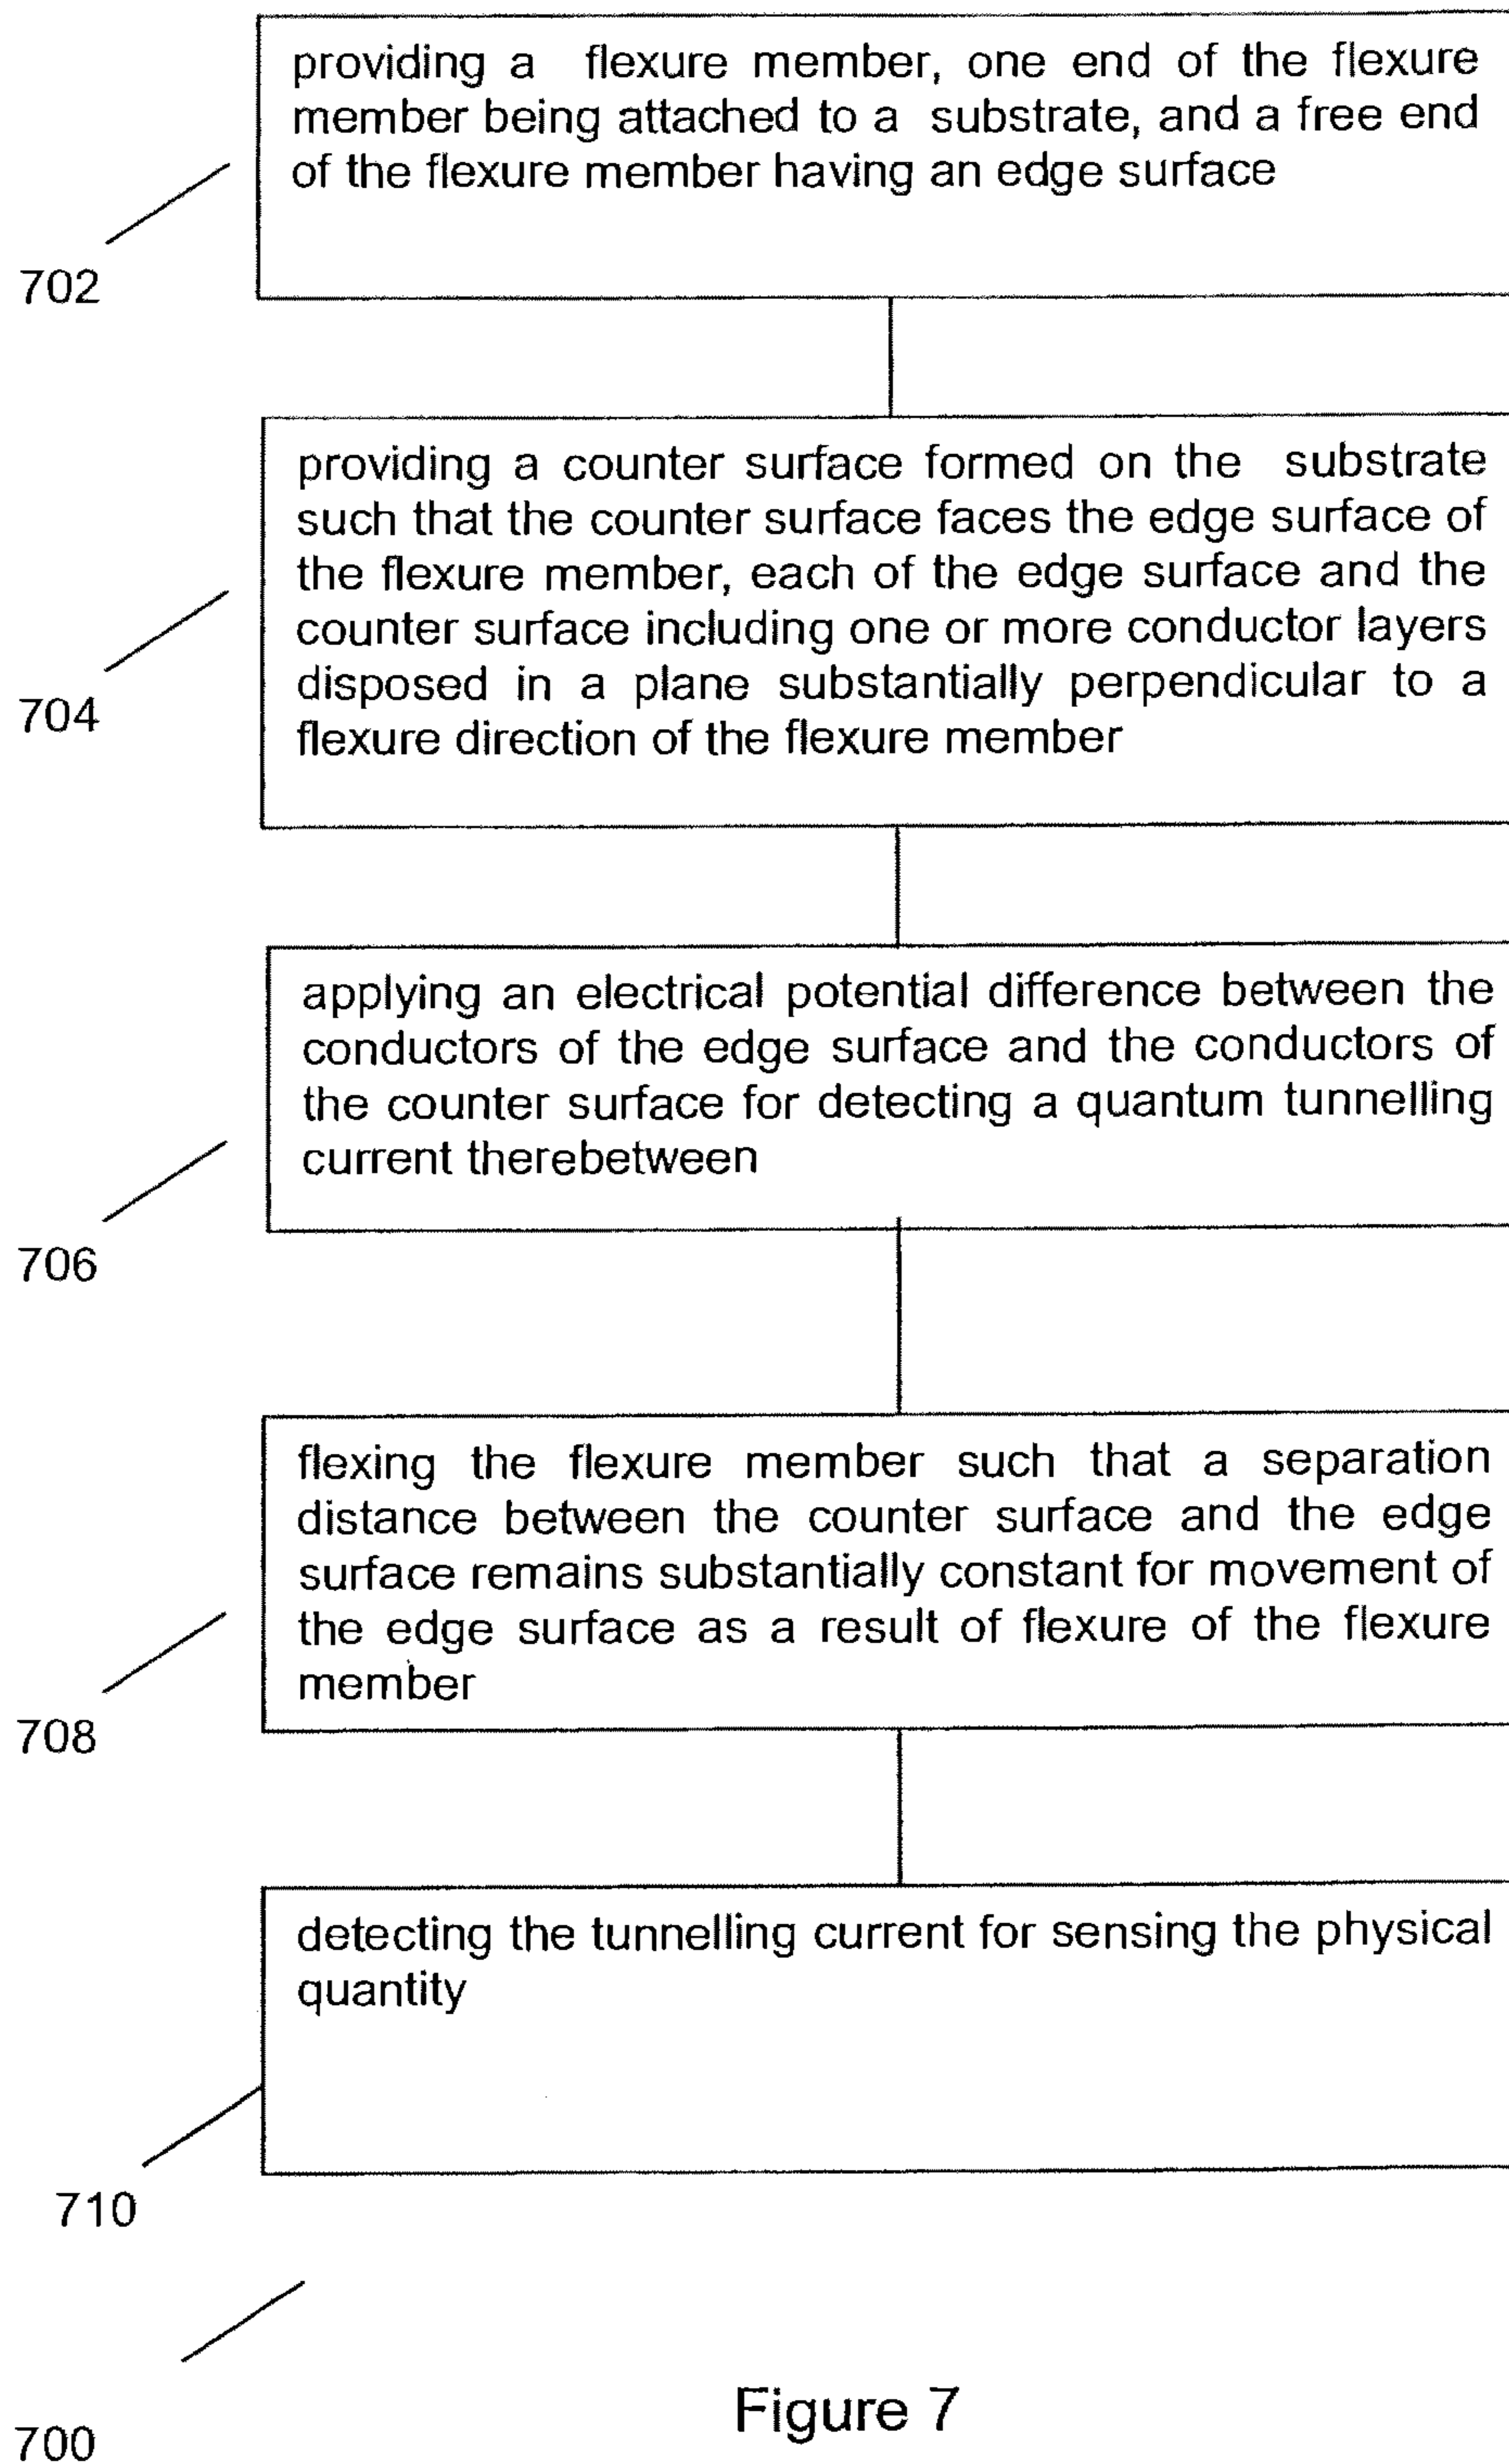 providing a flexure member, one end of the flexure
member being attached to a substrate, and a free end
of the flexure member having an edge surface
702
providing a counter surface formed on the substrate
such that the counter surface faces the edge surface of
the flexure member, each of the edge surface and the
counter surface including one or more conductor layers
disposed in a plane substantially perpendicular to a
flexure direction of the flexure member
704
applying an electrical potential difference between the
conductors of the edge surface and the conductors of
the counter surface for detecting a quantum tunnelling
current therebetween
706
flexing the flexure member such that a separation
distance between the counter surface and the edge
surface remains substantially constant for movement of
the edge surface as a result of flexure of the flexure
member
708
detecting the tunnelling current for sensing the physical
quantity
710
700
Figure 7